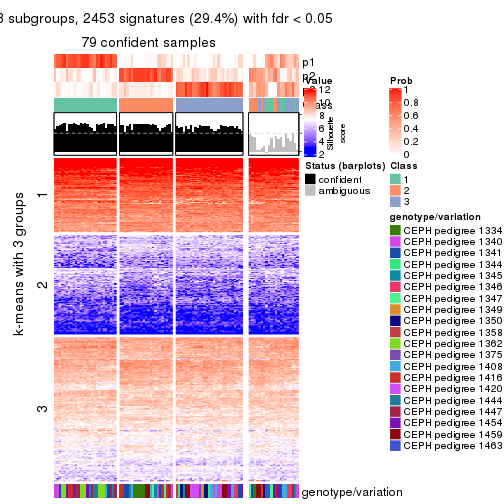 3 subgroups, 2453 signatures (29.4%) with fdr < 0.05
79 confident samples
p1
p2
Value
12
10
8
6
4
2
Silhouette
score
Prob
1
0.8
0.6
0.4
0.2
0
Status (barplots)
confident
ambiguous
Class
1
2
3
genotype/variation
CEPH pedigree 1334
CEPH pedigree 1340
CEPH pedigree 1341
CEPH pedigree 1344
CEPH pedigree 1345
CEPH pedigree 1346
CEPH pedigree 1347
CEPH pedigree 1349
CEPH pedigree 1350
CEPH pedigree 1358
CEPH pedigree 1362
CEPH pedigree 1375
CEPH pedigree 1408
CEPH pedigree 1416
CEPH pedigree 1420
CEPH pedigree 1444
CEPH pedigree 1447
CEPH pedigree 1454
CEPH pedigree 1459
CEPH pedigree 1463
k-means with 3 groups
1
2
3
genotype/variation